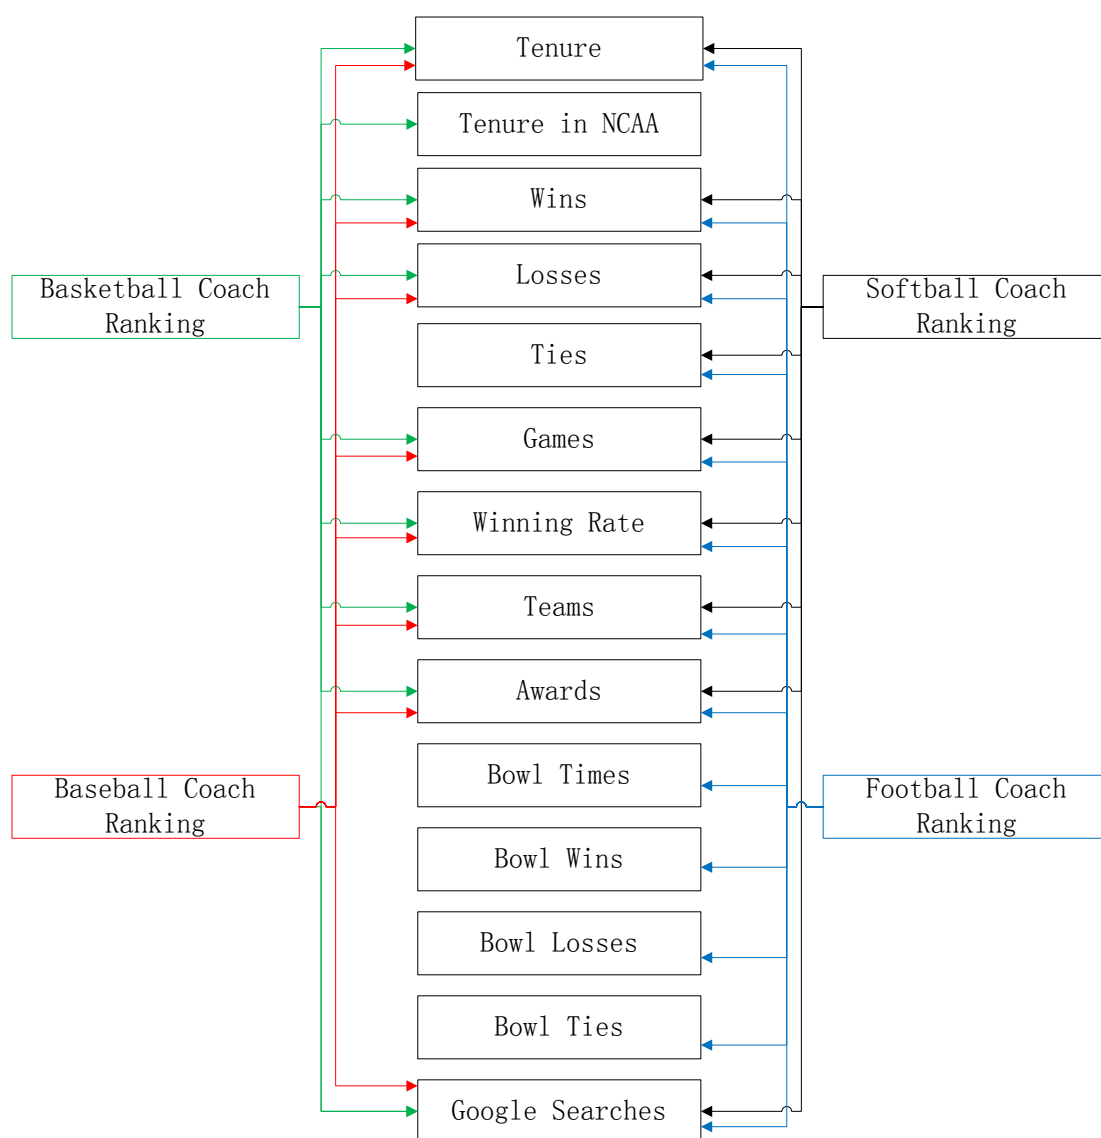 Tenure
Tenure in NCAA
Wins
Losses
Basketball Coach
Ranking
Softball Coach
Ranking
Ties
Games
Winning Rate
Teams
Awards
Bowl Times
Baseball Coach
Ranking
Football Coach
Ranking
Bowl Wins
Bowl Losses
Bowl Ties
Google Searches